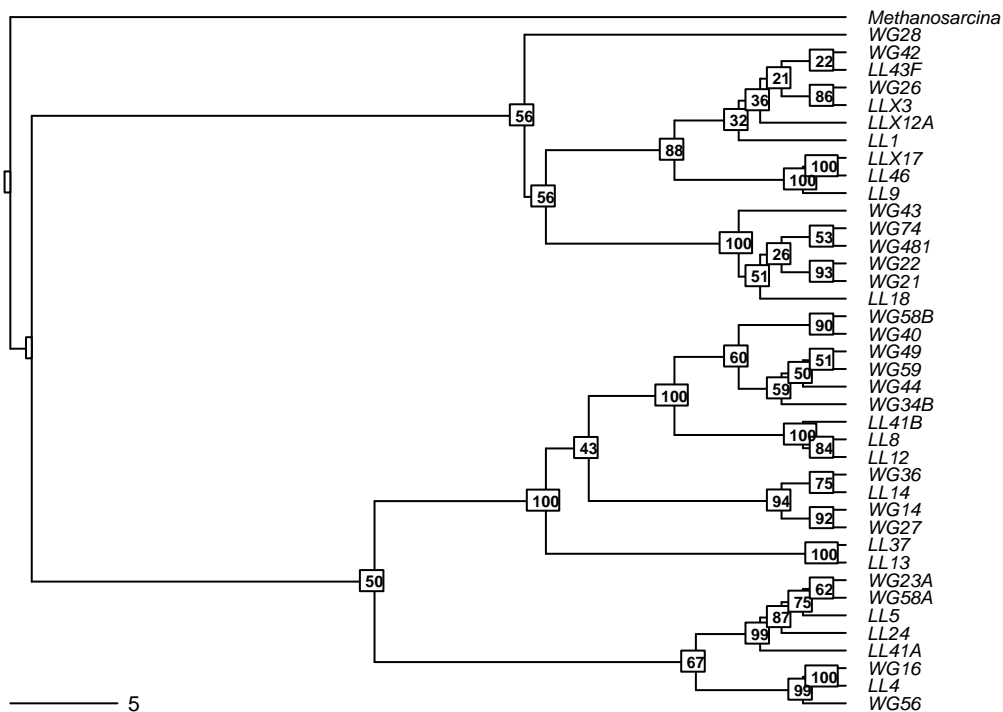 Methanosarcina
WG28
WG42
22
LL43F
21
WG26
36
86
LLX3
32
LLX12A
56
LL1
88
LLX17
100
LL46
100
LL9
56
WG43
WG74
53
100
WG481
26
WG22
51
93
WG21
LL18
WG58B
90
WG40
60
WG49
51
WG59
50
59
WG44
100
WG34B
LL41B
100
LL8
43
84
LL12
WG36
75
LL14
100
94
WG14
92
WG27
LL37
100
LL13
50
WG23A
62
WG58A
75
LL5
87
LL24
99
LL41A
67
WG16
100
LL4
99
WG56
5